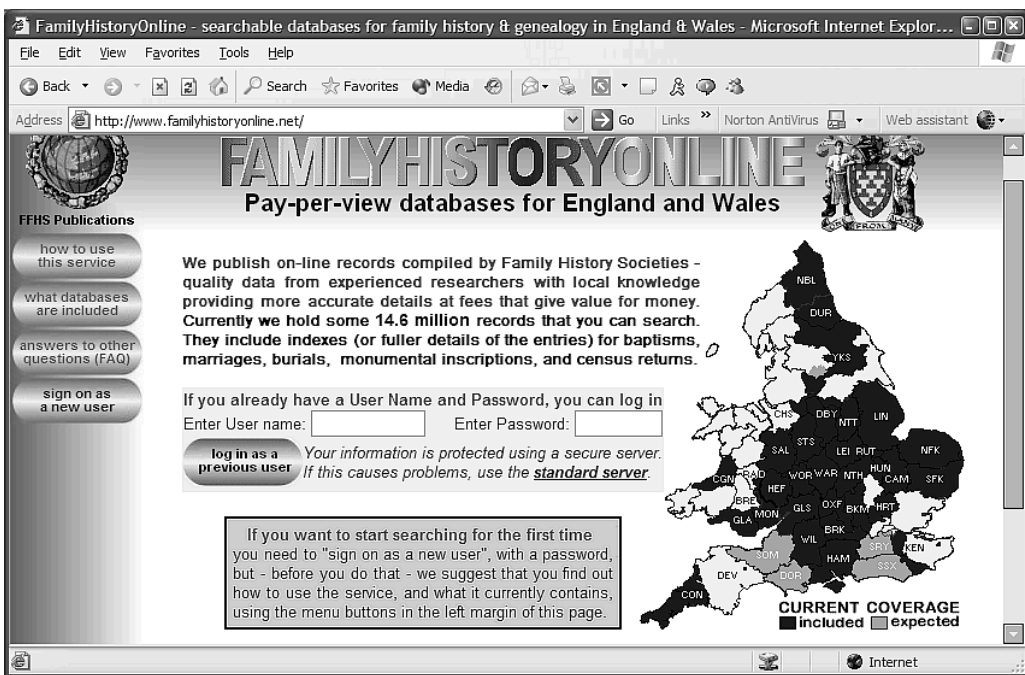 FamilyHistoryOnline - searchable databases for family history & genealogy in England & Wales - Microsoft Internet Explor...
File Edit View Favorites Tools Help
Back Search Favorites Media
Address http://www.familyhistoryonline.net/ Go Links » Norton AntiVirus Web assistant
FAMILYHISTORYONLINE
Pay-per-view databases for England and Wales
FFHS Publications
how to use
this service
what databases
are included
answers to other
questions (FAQ)
sign on as
a new user
We publish on-line records compiled by Family History Societies -
quality data from experienced researchers with local knowledge
providing more accurate details at fees that give value for money.
Currently we hold some 14.6 million records that you can search.
They include indexes (or fuller details of the entries) for baptisms,
marriages, burials, monumental inscriptions, and census returns.
If you already have a User Name and Password, you can log in
Enter User name: Enter Password:
log in as a
previous user
Your information is protected using a secure server.
If this causes problems, use the standard server.
If you want to start searching for the first time
you need to "sign on as a new user", with a password,
but - before you do that - we suggest that you find out
how to use the service, and what it currently contains,
using the menu buttons in the left margin of this page.
FROM
NBL
DUR
YKS
CHS DBY NTT LIN
STS
SAL LEI RUT NFK
CGN RAD WOR WAR NTH HUN CAM SFK
HEF
BRE
GLA MON GLS OXF BKM HRT
BRK
WIL
SOM HAM SRY KEN
SSX
DEV DOR
CON
CURRENT COVERAGE
included expected
Internet